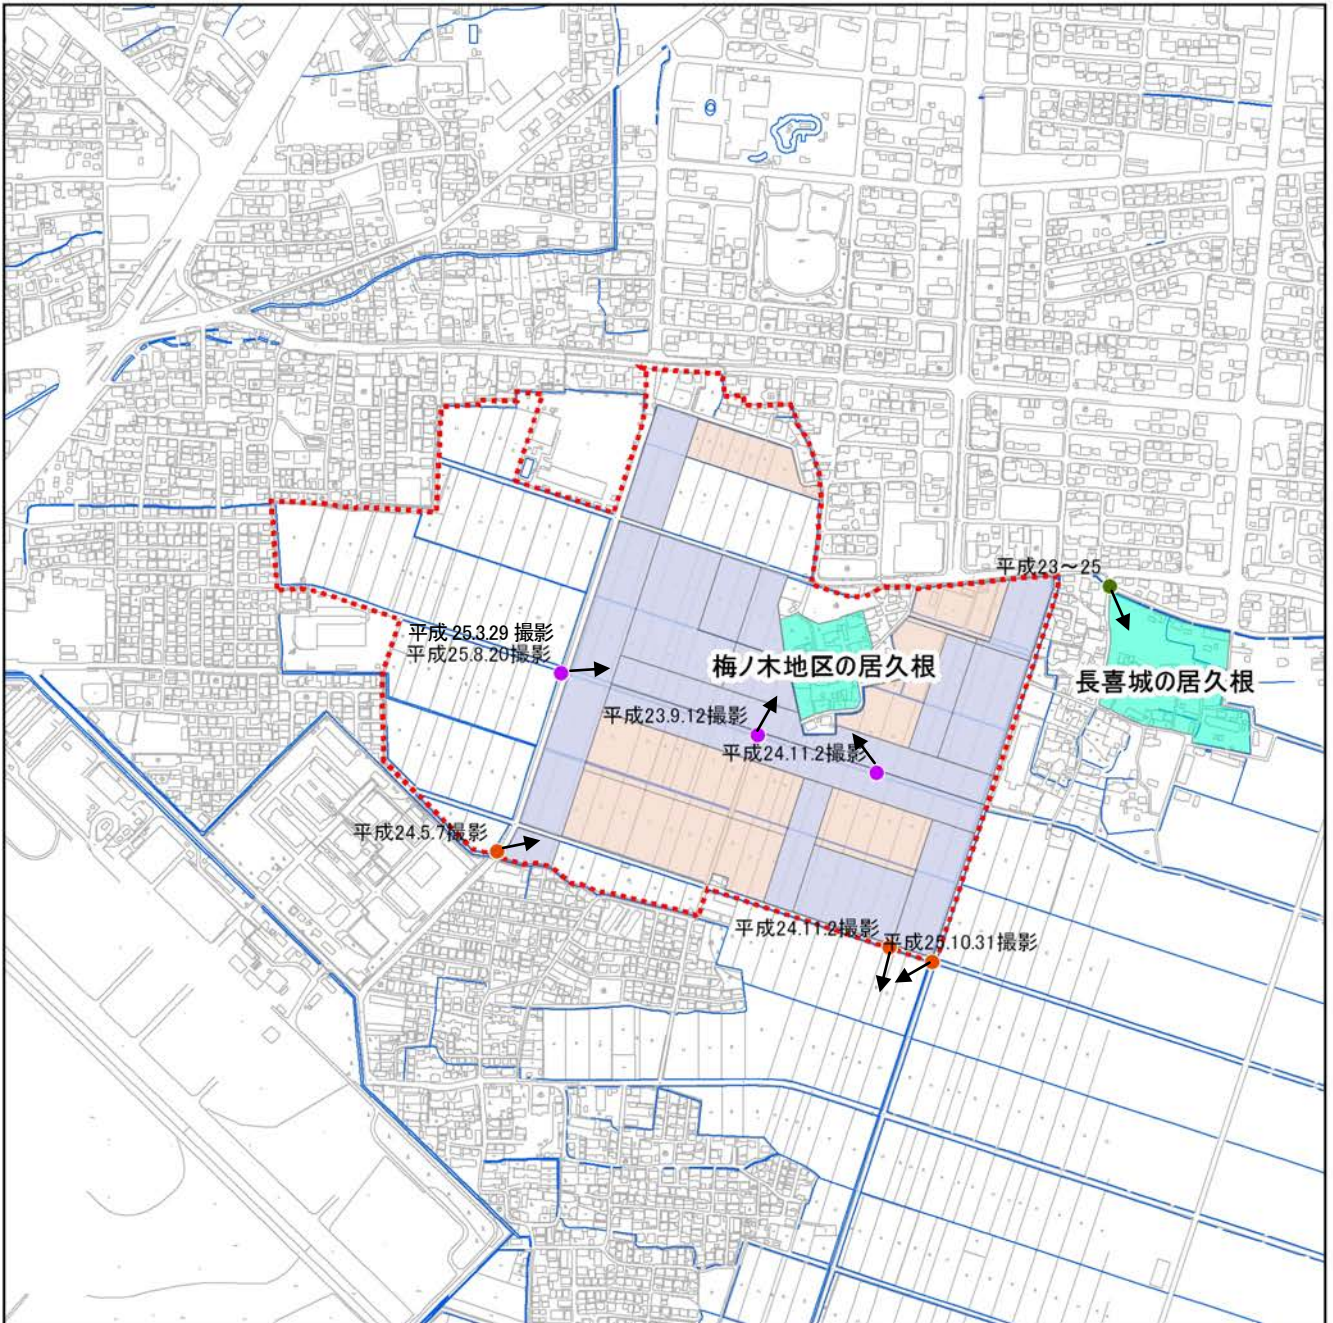 平成23～25
平成25.3.29 撮影
平成25.8.20撮影
梅ノ木地区の居久根
長喜城の居久根
平成23.9.12撮影
平成24.11.2撮影
平成24.5.7撮影
平成24.11.2撮影
平成25.10.31撮影